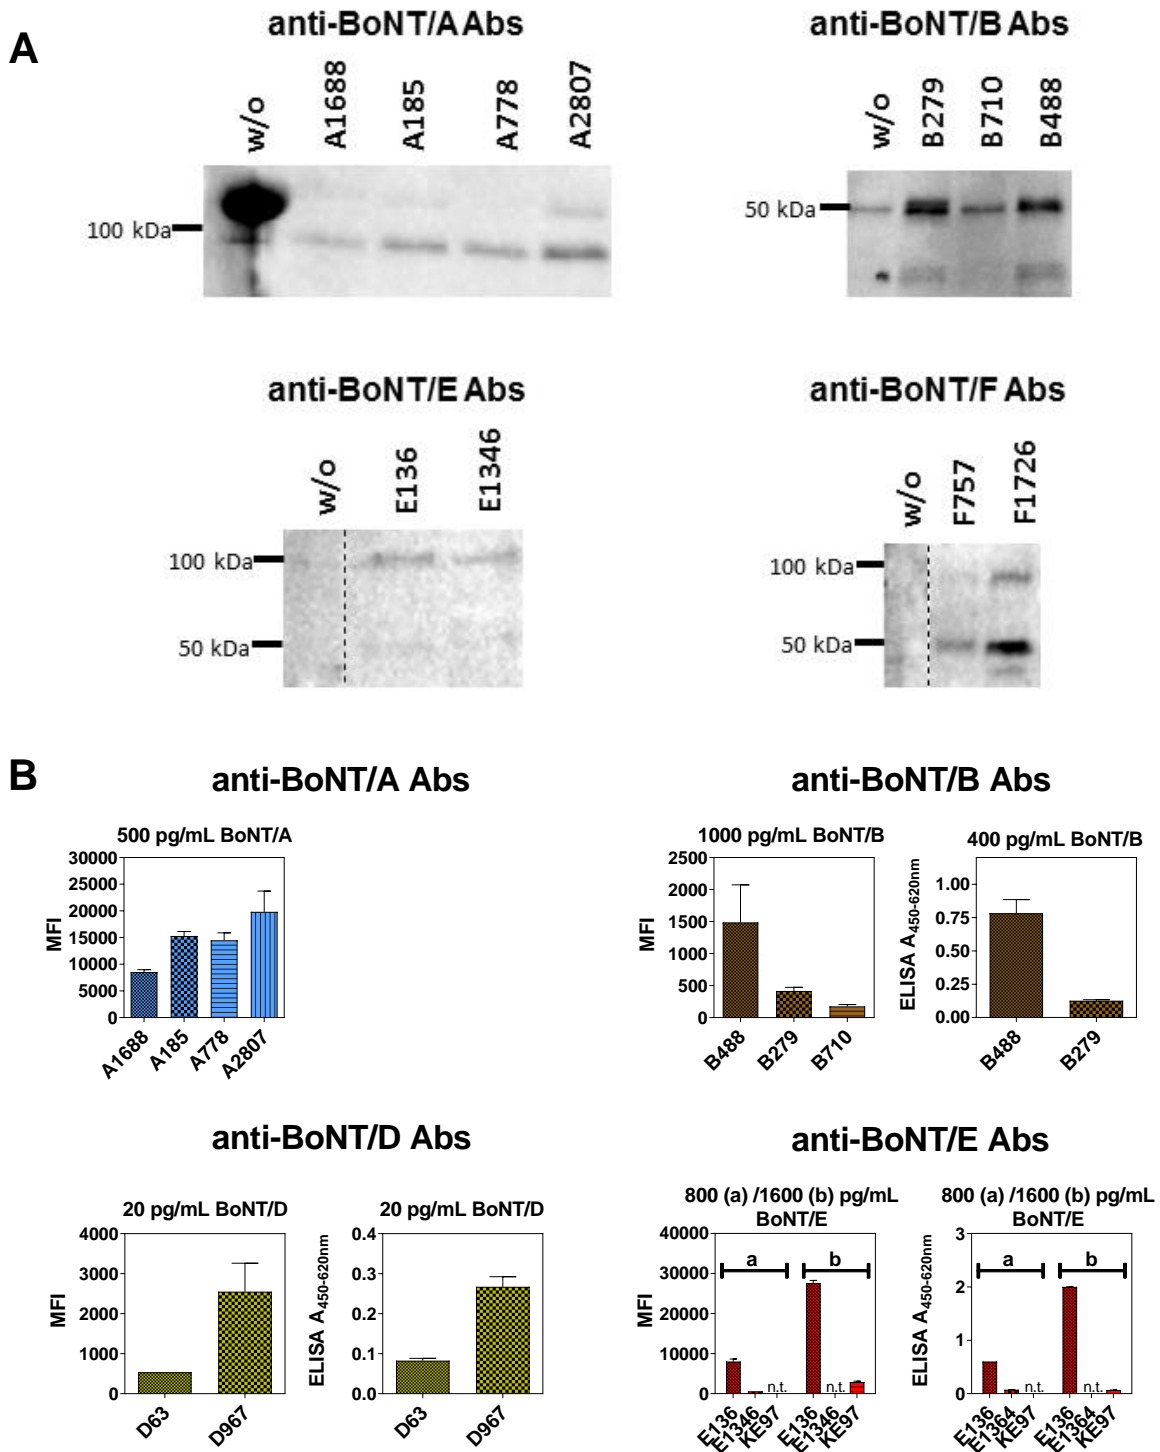 A
anti-BoNT/A Abs
w/o
A1688
A185
A778
A2807
100 kDa
anti-BoNT/B Abs
w/o
B279
B710
B488
50 kDa
anti-BoNT/E Abs
w/o
E136
E1346
100 kDa
50 kDa
anti-BoNT/F Abs
w/o
F757
F1726
100 kDa
50 kDa
B
anti-BoNT/A Abs
500 pg/mL BoNT/A
MFI
30000
25000
20000
15000
10000
5000
0
A1688
A185
A778
A2807
anti-BoNT/B Abs
1000 pg/mL BoNT/B
MFI
2500
2000
1500
1000
500
0
B488
B279
B710
400 pg/mL BoNT/B
ELISA A450-620nm
1.00
0.75
0.50
0.25
0.00
B488
B279
anti-BoNT/D Abs
20 pg/mL BoNT/D
MFI
4000
3000
2000
1000
0
D63
D967
20 pg/mL BoNT/D
ELISA A450-620nm
0.4
0.3
0.2
0.1
0.0
D63
D967
anti-BoNT/E Abs
800 (a) /1600 (b) pg/mL
BoNT/E
MFI
40000
30000
20000
10000
0
a
b
n.t.
n.t.
E136
E1346
KE97
E136
E1346
KE97
800 (a) /1600 (b) pg/mL
BoNT/E
ELISA A450-620nm
3
2
1
0
a
b
n.t.
n.t.
E136
E1364
KE97
E136
E1364
KE97